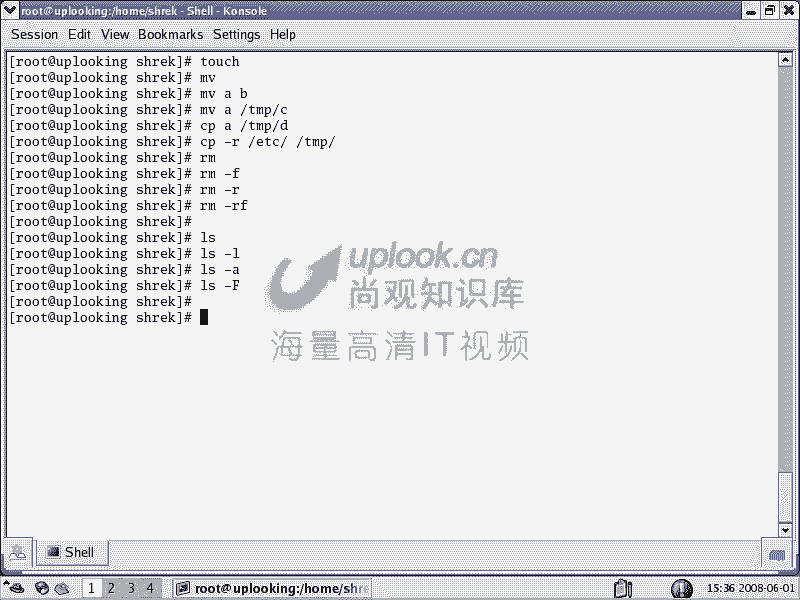 root@uplooking:/home/shrek - Shell - Konsole
Session Edit View Bookmarks Settings Help
[root@uplooking shrek]# touch
[root@uplooking shrek]# mv
[root@uplooking shrek]# mv a b
[root@uplooking shrek]# mv a /tmp/c
[root@uplooking shrek]# cp a /tmp/d
[root@uplooking shrek]# cp -r /etc/ /tmp/
[root@uplooking shrek]# rm
[root@uplooking shrek]# rm -f
[root@uplooking shrek]# rm -r
[root@uplooking shrek]# rm -rf
[root@uplooking shrek]#
[root@uplooking shrek]# ls
[root@uplooking shrek]# ls -l
[root@uplooking shrek]# ls -a
[root@uplooking shrek]# ls -F
[root@uplooking shrek]#
[root@uplooking shrek]#
uplook.cn
尚观知识库
海量高清IT视频
Shell
1 2 3 4 root@uplooking:/home/shre 15:36 2008-06-01